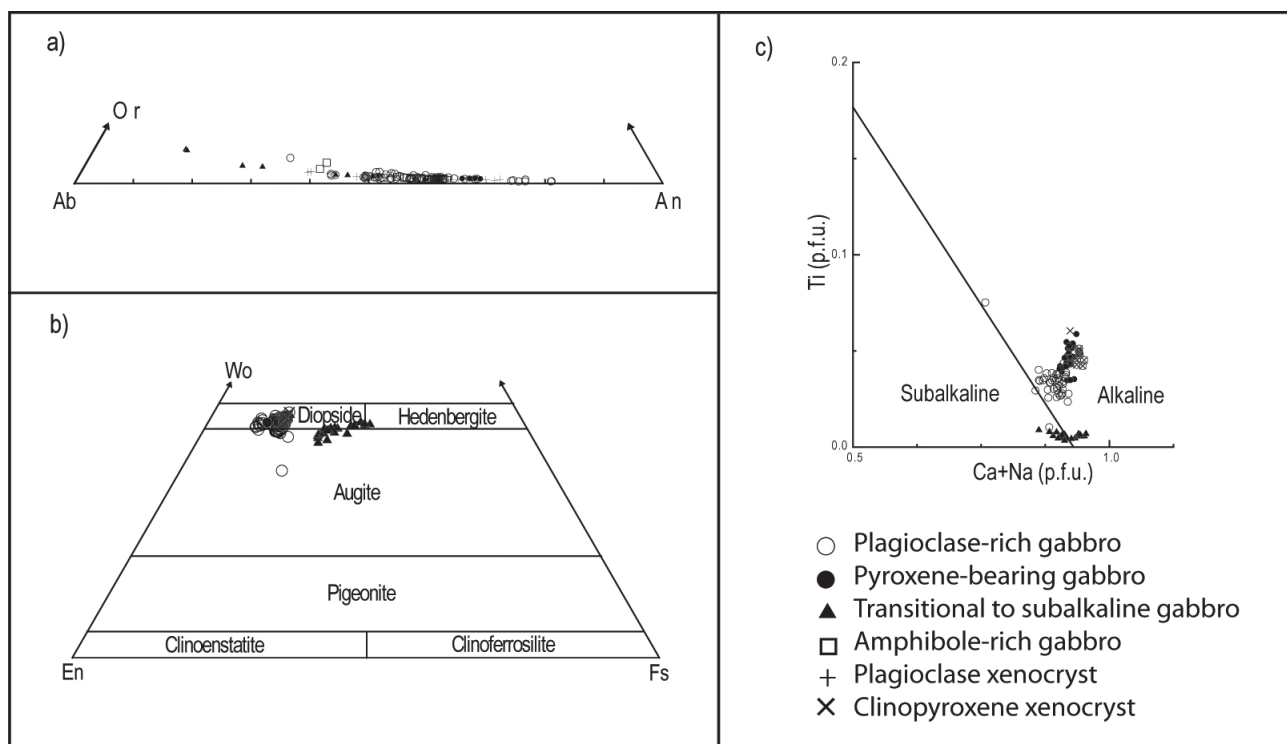 a)
O r
Ab
A n
b)
Wo
Diopside
Hedenbergite
Augite
Pigeonite
Clinoenstatite
Clinoferrosilite
En
Fs
c)
0.2
0.1
0.0
Ti (p.f.u.)
Subalkaline
Alkaline
0.5
1.0
Ca+Na (p.f.u.)
Plagioclase-rich gabbro
Pyroxene-bearing gabbro
Transitional to subalkaline gabbro
Amphibole-rich gabbro
Plagioclase xenocryst
Clinopyroxene xenocryst